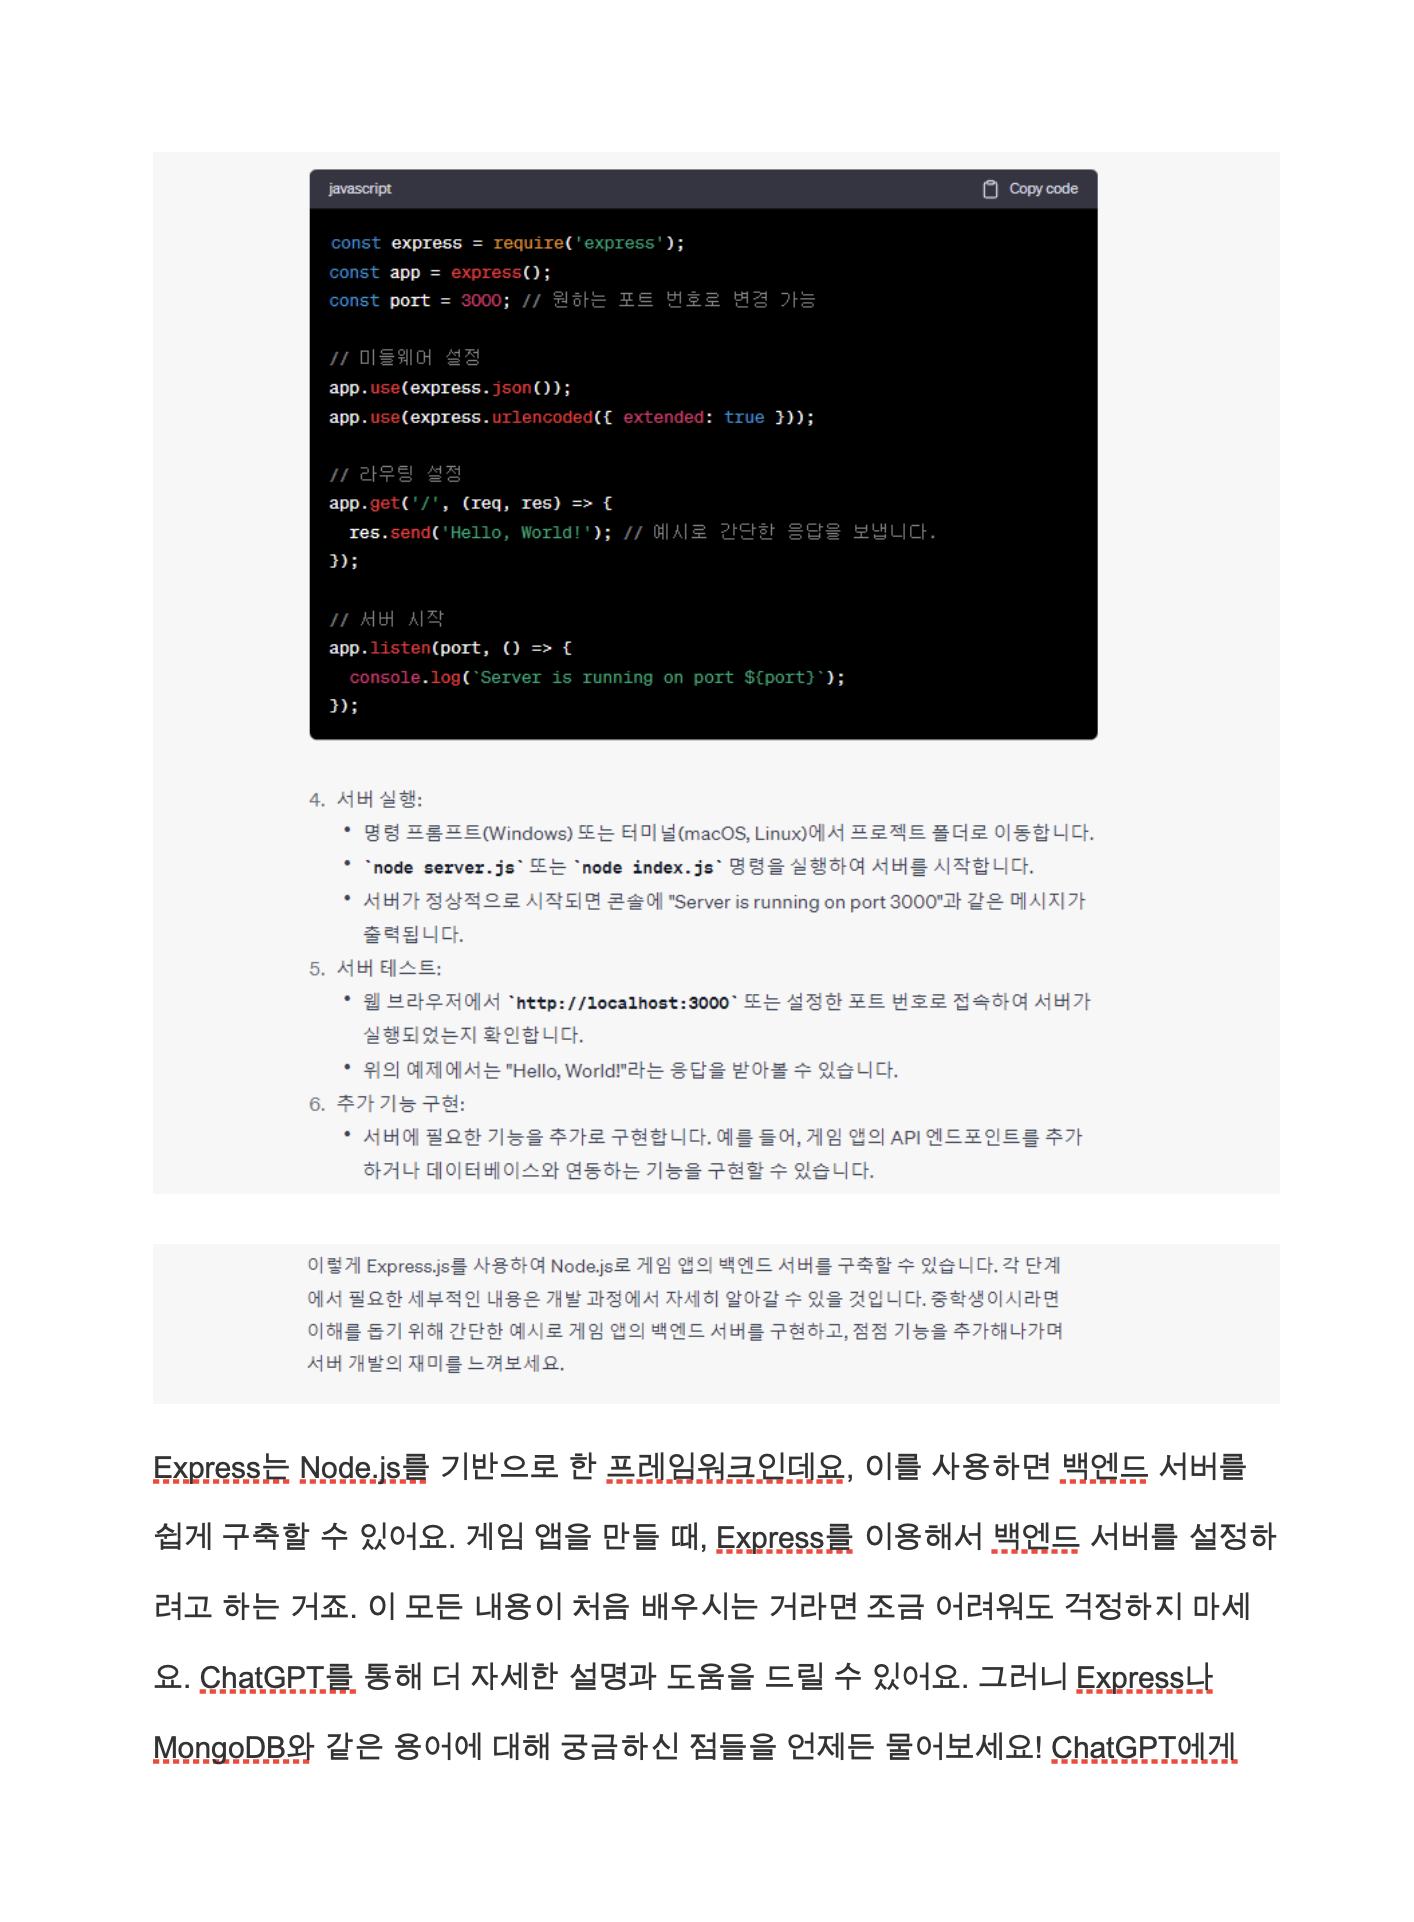 javascript
Copy code
const express = require('express');
const app = express();
const port = 3000; // 원하는 포트 번호로 변경 가능
// 미들웨어 설정
app.use(express.json());
app.use(express.urlencoded({ extended: true }));
// 라우팅 설정
app.get('/', (req, res) => {
res.send('Hello, World!'); // 예시로 간단한 응답을 보냅니다.
});
// 서버 시작
app.listen(port, () => {
console.log(`Server is running on port ${port}`);
});
4. 서버 실행:
• 명령 프롬프트(Windows) 또는 터미널(macOS, Linux)에서 프로젝트 폴더로 이동합니다.
• `node server.js` 또는 `node index.js` 명령을 실행하여 서버를 시작합니다.
• 서버가 정상적으로 시작되면 콘솔에 "Server is running on port 3000"과 같은 메시지가
출력됩니다.
5. 서버 테스트:
• 웹 브라우저에서 `http://localhost:3000` 또는 설정한 포트 번호로 접속하여 서버가
실행되었는지 확인합니다.
• 위의 예제에서는 "Hello, World!"라는 응답을 받아볼 수 있습니다.
6. 추가 기능 구현:
• 서버에 필요한 기능을 추가로 구현합니다. 예를 들어, 게임 앱의 API 엔드포인트를 추가
하거나 데이터베이스와 연동하는 기능을 구현할 수 있습니다.
이렇게 Express.js를 사용하여 Node.js로 게임 앱의 백엔드 서버를 구축할 수 있습니다. 각 단계
에서 필요한 세부적인 내용은 개발 과정에서 자세히 알아갈 수 있을 것입니다. 중학생이시라면
이해를 돕기 위해 간단한 예시로 게임 앱의 백엔드 서버를 구현하고, 점점 기능을 추가해나가며
서버 개발의 재미를 느껴보세요.
Express는 Node.js를 기반으로 한 프레임워크인데요, 이를 사용하면 백엔드 서버를
쉽게 구축할 수 있어요. 게임 앱을 만들 때, Express를 이용해서 백엔드 서버를 설정하
려고 하는 거죠. 이 모든 내용이 처음 배우시는 거라면 조금 어려워도 걱정하지 마세
요. ChatGPT를 통해 더 자세한 설명과 도움을 드릴 수 있어요. 그러니 Express나
MongoDB와 같은 용어에 대해 궁금하신 점들을 언제든 물어보세요! ChatGPT에게